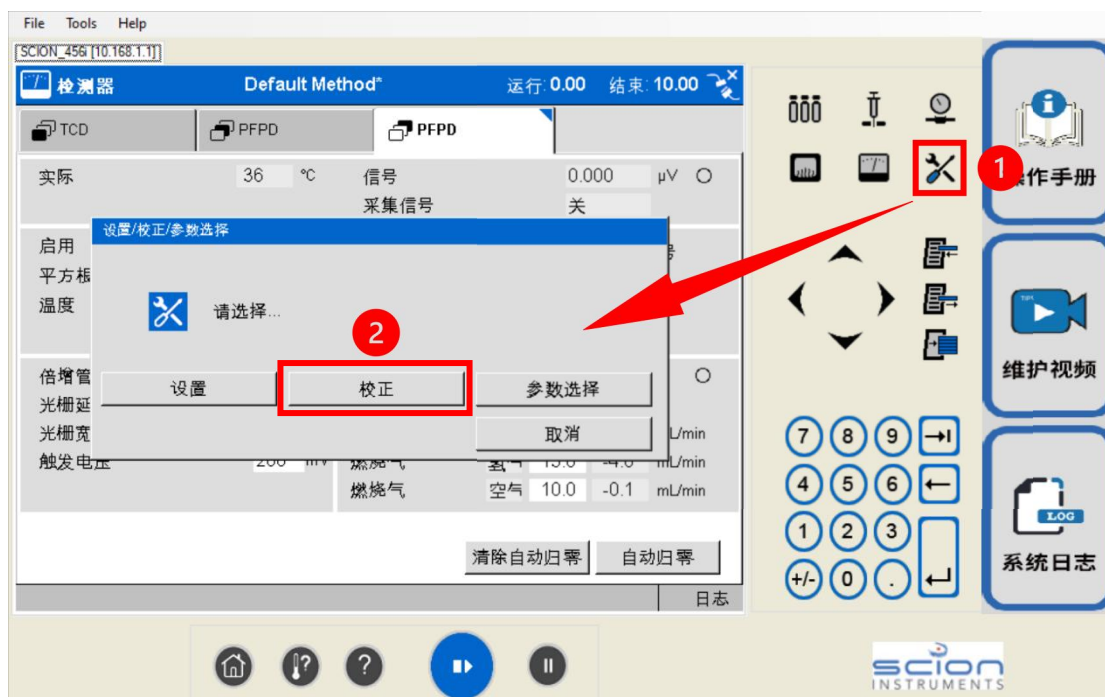 File Tools Help
SCION_456i [10.168.1.1]
检测器 Default Method* 运行: 0.00 结束: 10.00
TCD PFPD PFPD
实际 36 ℃ 信号 0.000 μV
采集信号 关
启用
平方根
温度
设置/校正/参数选择
请选择...
2
设置 校正 参数选择
取消
倍增管
光栅延
光栅宽 L/min
触发电压 200 mV 燃烧气 氢气 13.0 -4.0 mL/min
燃烧气 空气 10.0 -0.1 mL/min
清除自动归零 自动归零
日志
1
操作手册
TIPS
维护视频
LOG
系统日志
7 8 9
4 5 6
1 2 3
+/- 0 .
? ?
scion
INSTRUMENTS